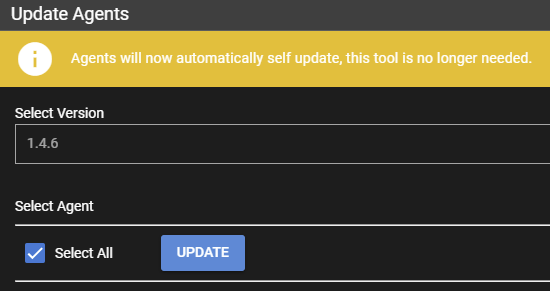 Update Agents
Agents will now automatically self update, this tool is no longer needed.
Select Version
1.4.6
Select Agent
Select All
UPDATE